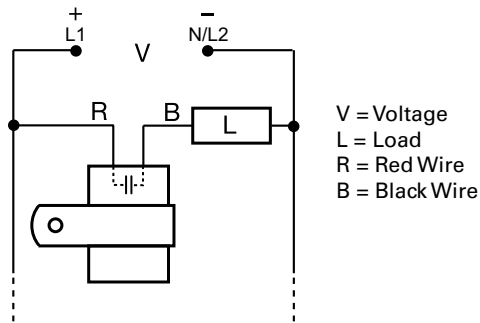 + –
L1 V N/L2
R B L
V = Voltage
L = Load
R = Red Wire
B = Black Wire